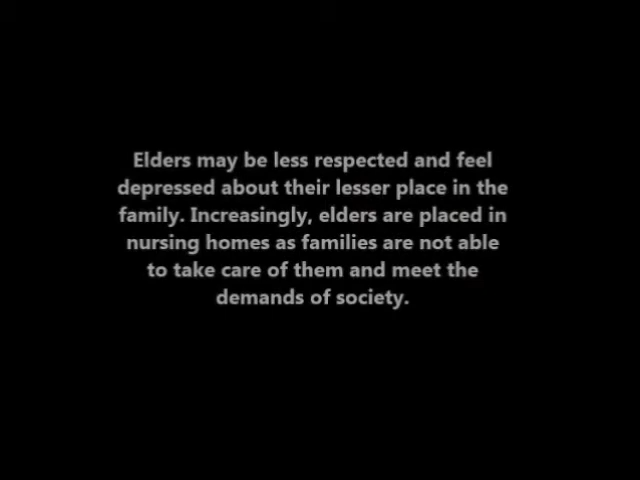 Elders may be less respected and feel
depressed about their lesser place in the
family. Increasingly, elders are placed in
nursing homes as families are not able
to take care of them and meet the
demands of society.